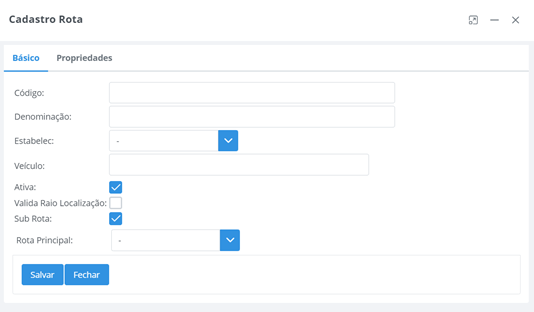 Cadastro Rota
Básico Propriedades
Código:
Denominação:
Estabelec: -
Veículo:
Ativa:
Valida Raio Localização:
Sub Rota:
Rota Principal: -
Salvar Fechar